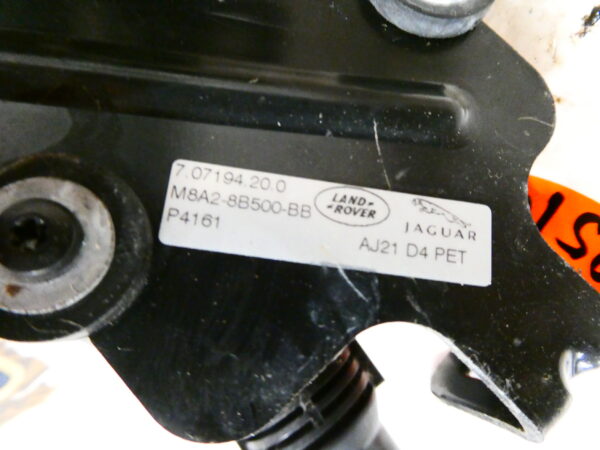 7.07194.20.0
M8A2-8B500-BB
P4161
LAND-
-ROVER
JAGUAR
AJ21 D4 PET